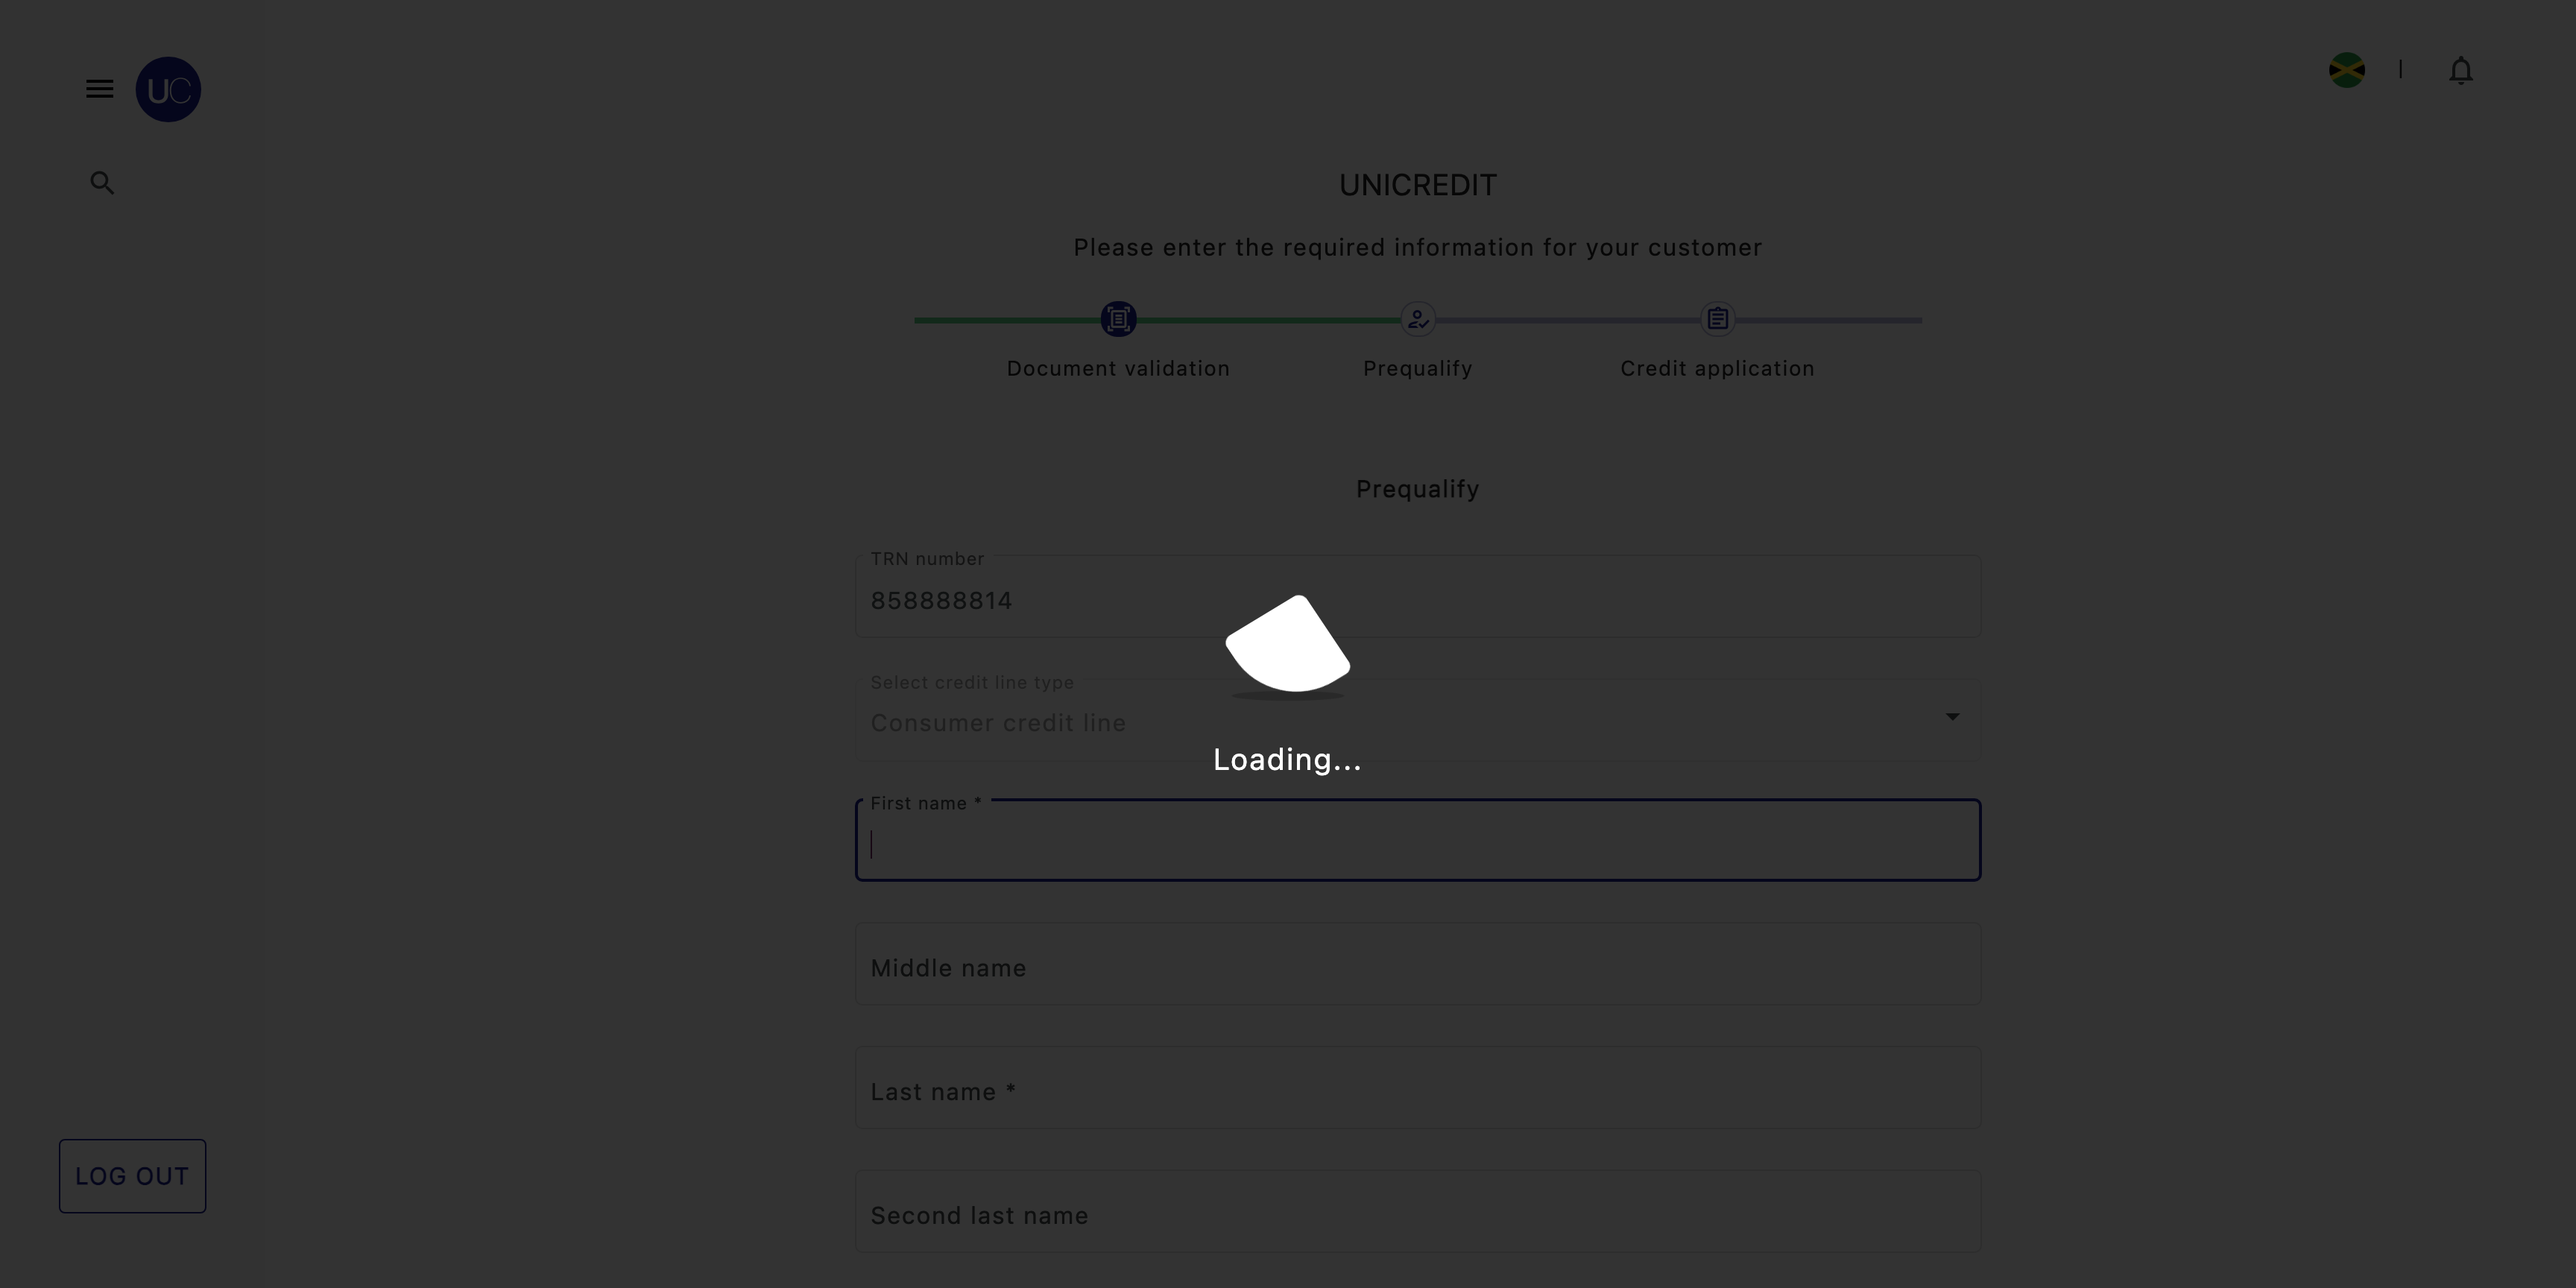 UC
UNICREDIT
Please enter the required information for your customer
Document validation
Prequalify
Credit application
Prequalify
TRN number
858888814
Select credit line type
Consumer credit line
Loading...
First name *
Middle name
Last name *
Second last name
LOG OUT